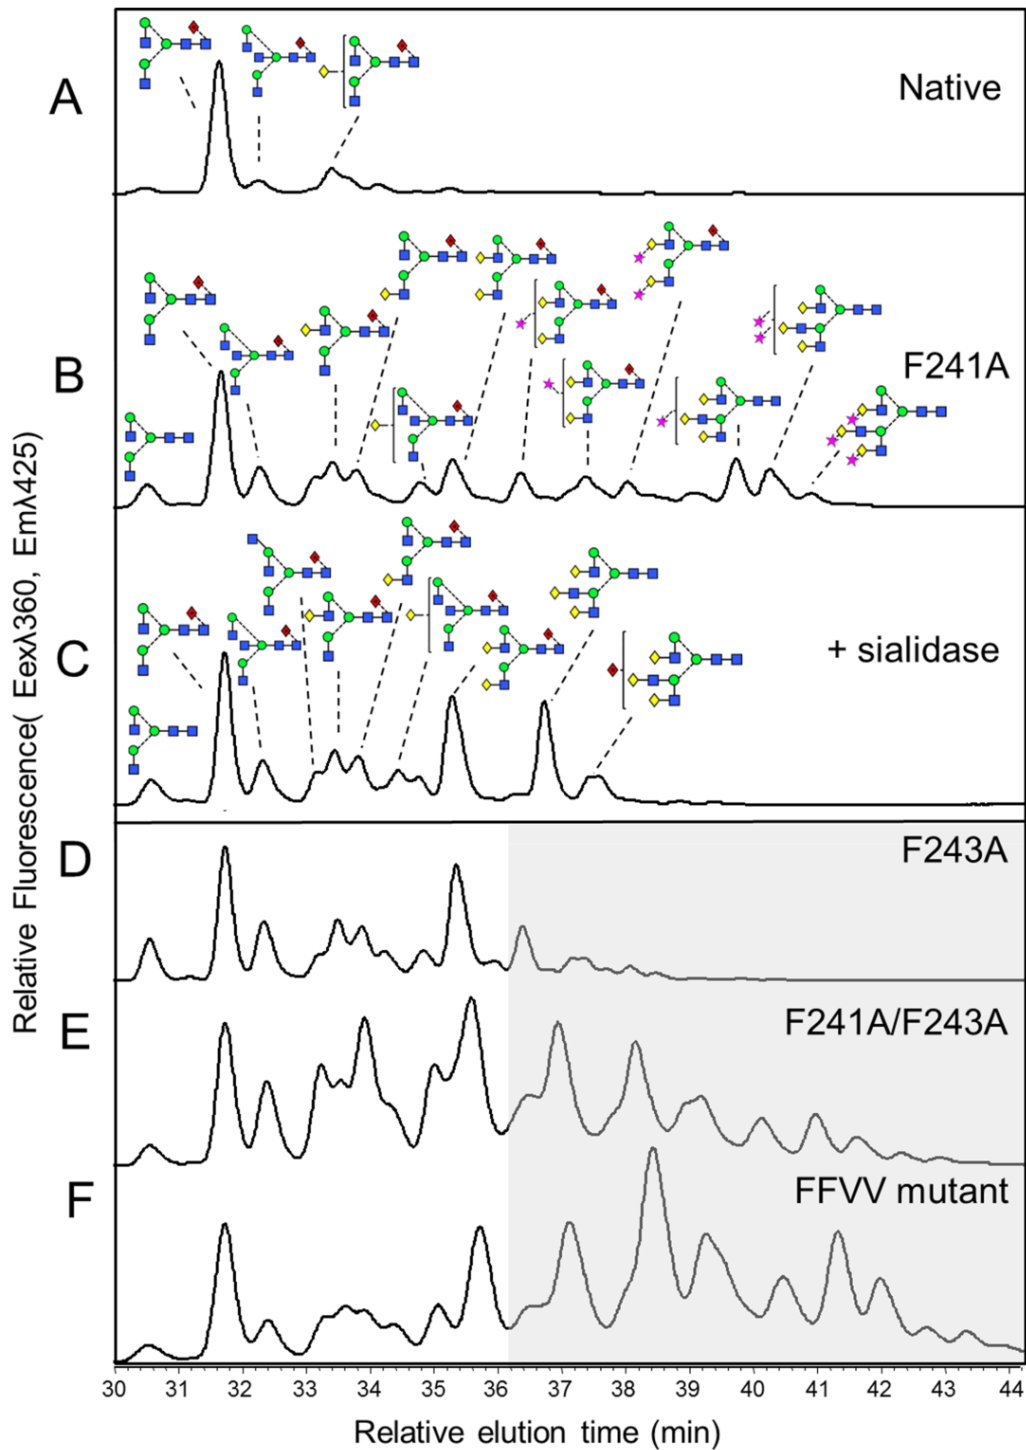 A
Native
B
F241A
C
+ sialidase
D
F243A
E
F241A/F243A
F
FFVV mutant
Relative Fluorescence( Eexλ360, Emλ425)
30 31 32 33 34 35 36 37 38 39 40 41 42 43 44
Relative elution time (min)